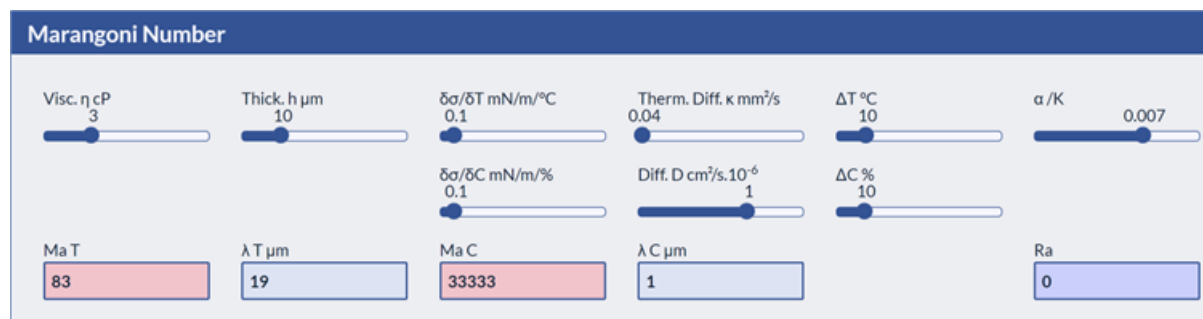 Marangoni Number
Visc. η cP Thick. h µm δσ/δT mN/m/°C Therm. Diff. κ mm²/s ΔT °C α /K
3 10 0.1 0.04 10 0.007
δσ/δC mN/m/% Diff. D cm²/s.10⁻⁶ ΔC %
0.1 1 10
Ma T λ T µm Ma C λ C µm Ra
83 19 33333 1 0